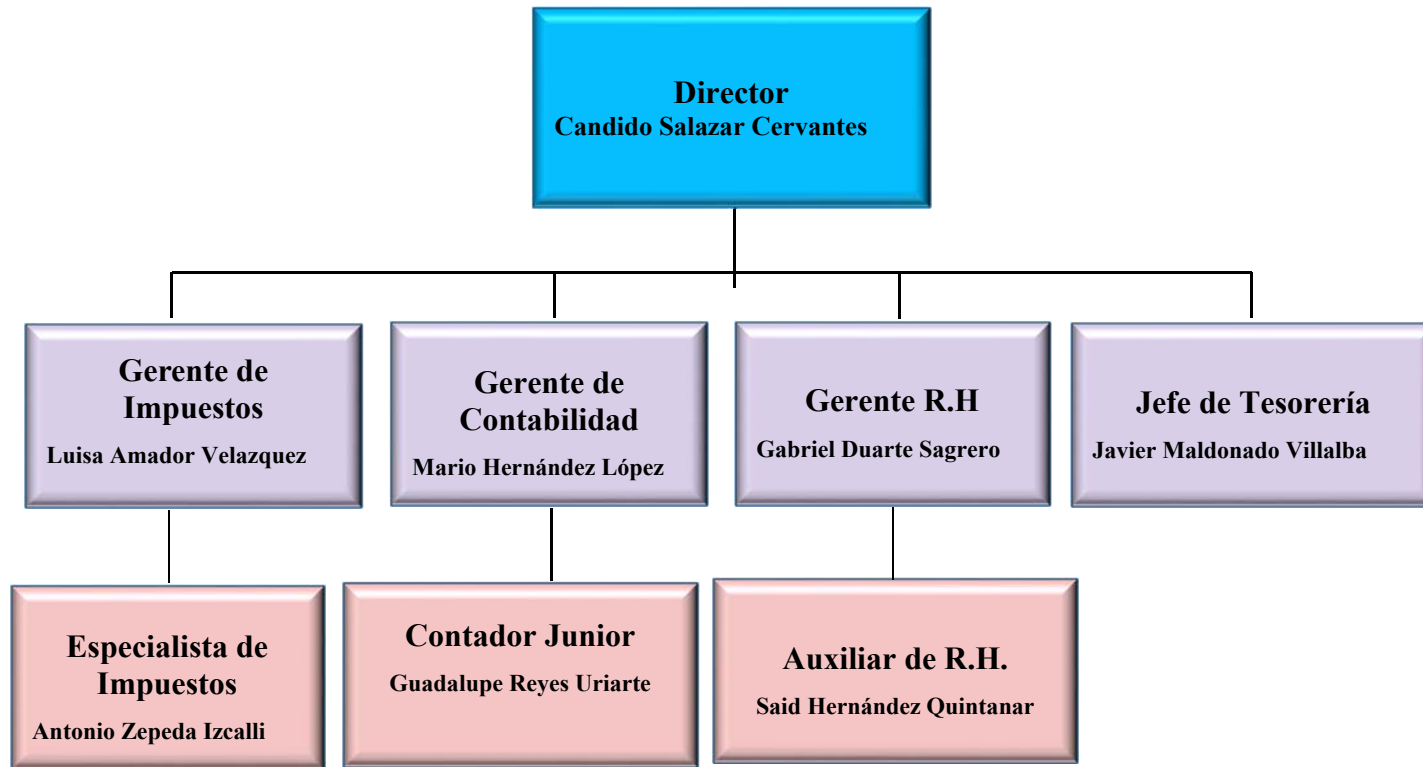 Director
Candido Salazar Cervantes
Gerente de
Impuestos
Luisa Amador Velazquez
Gerente de
Contabilidad
Mario Hernández López
Gerente R.H
Gabriel Duarte Sagrero
Jefe de Tesorería
Javier Maldonado Villalba
Especialista de
Impuestos
Antonio Zepeda Izcalli
Contador Junior
Guadalupe Reyes Uriarte
Auxiliar de R.H.
Said Hernández Quintanar